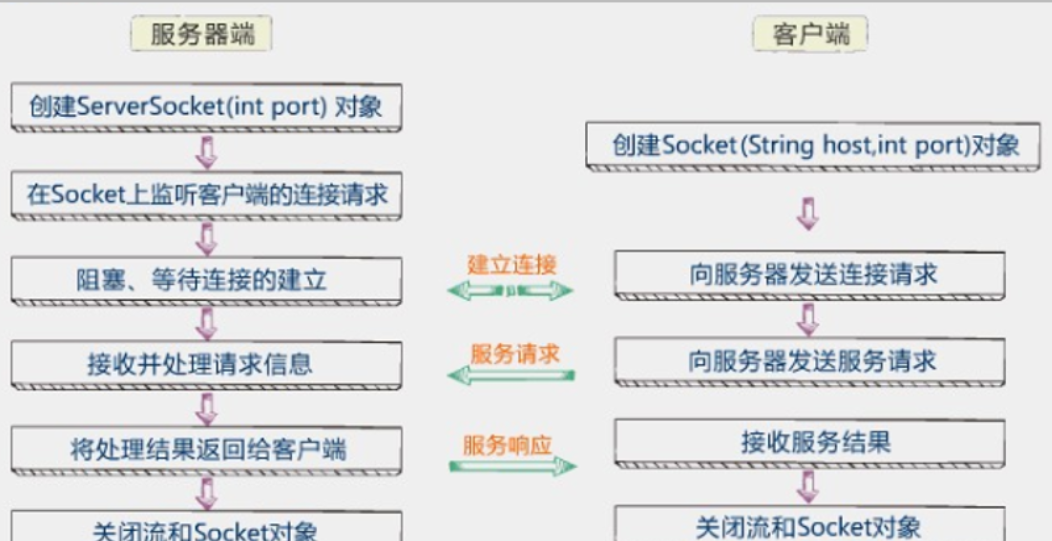 服务器端
客户端
创建ServerSocket(int port) 对象
创建Socket(String host,int port)对象
在Socket上监听客户端的连接请求
阻塞、等待连接的建立
建立连接
向服务器发送连接请求
接收并处理请求信息
服务请求
向服务器发送服务请求
将处理结果返回给客户端
服务响应
接收服务结果
关闭流和Socket对象
关闭流和Socket对象